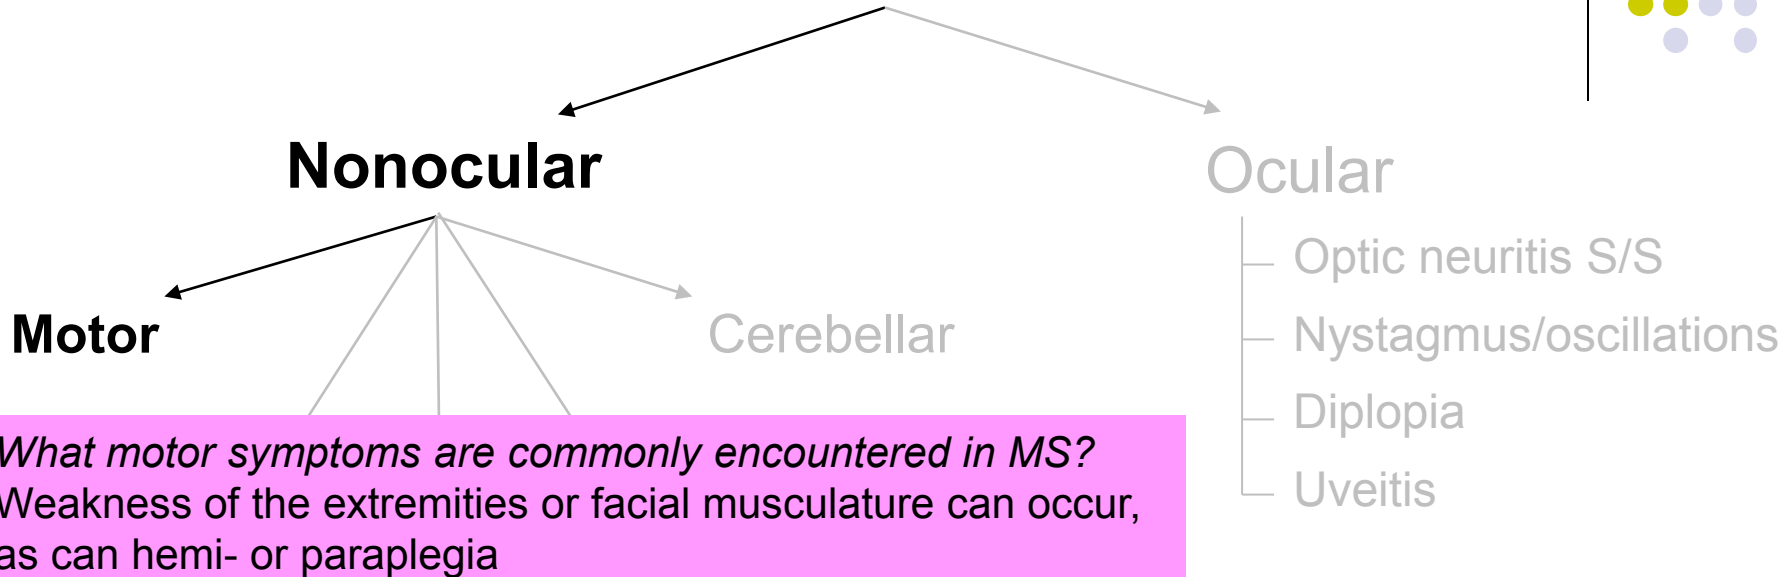 Nonocular
Ocular
Motor
Cerebellar
Optic neuritis S/S
Nystagmus/oscillations
Diplopia
Uveitis
What motor symptoms are commonly encountered in MS?
Weakness of the extremities or facial musculature can occur,
as can hemi- or paraplegia